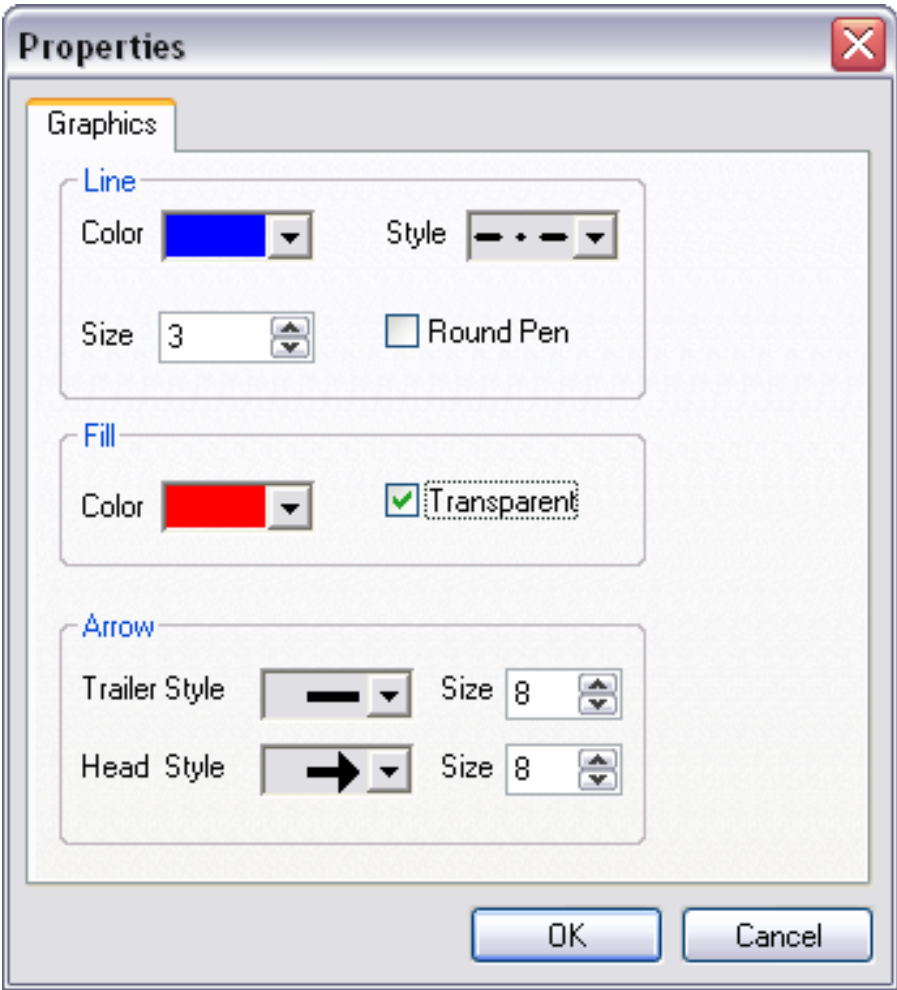 Properties
Graphics
Line
Color Style
Size 3 Round Pen
Fill
Color Transparent
Arrow
Trailer Style Size 8
Head Style Size 8
OK Cancel